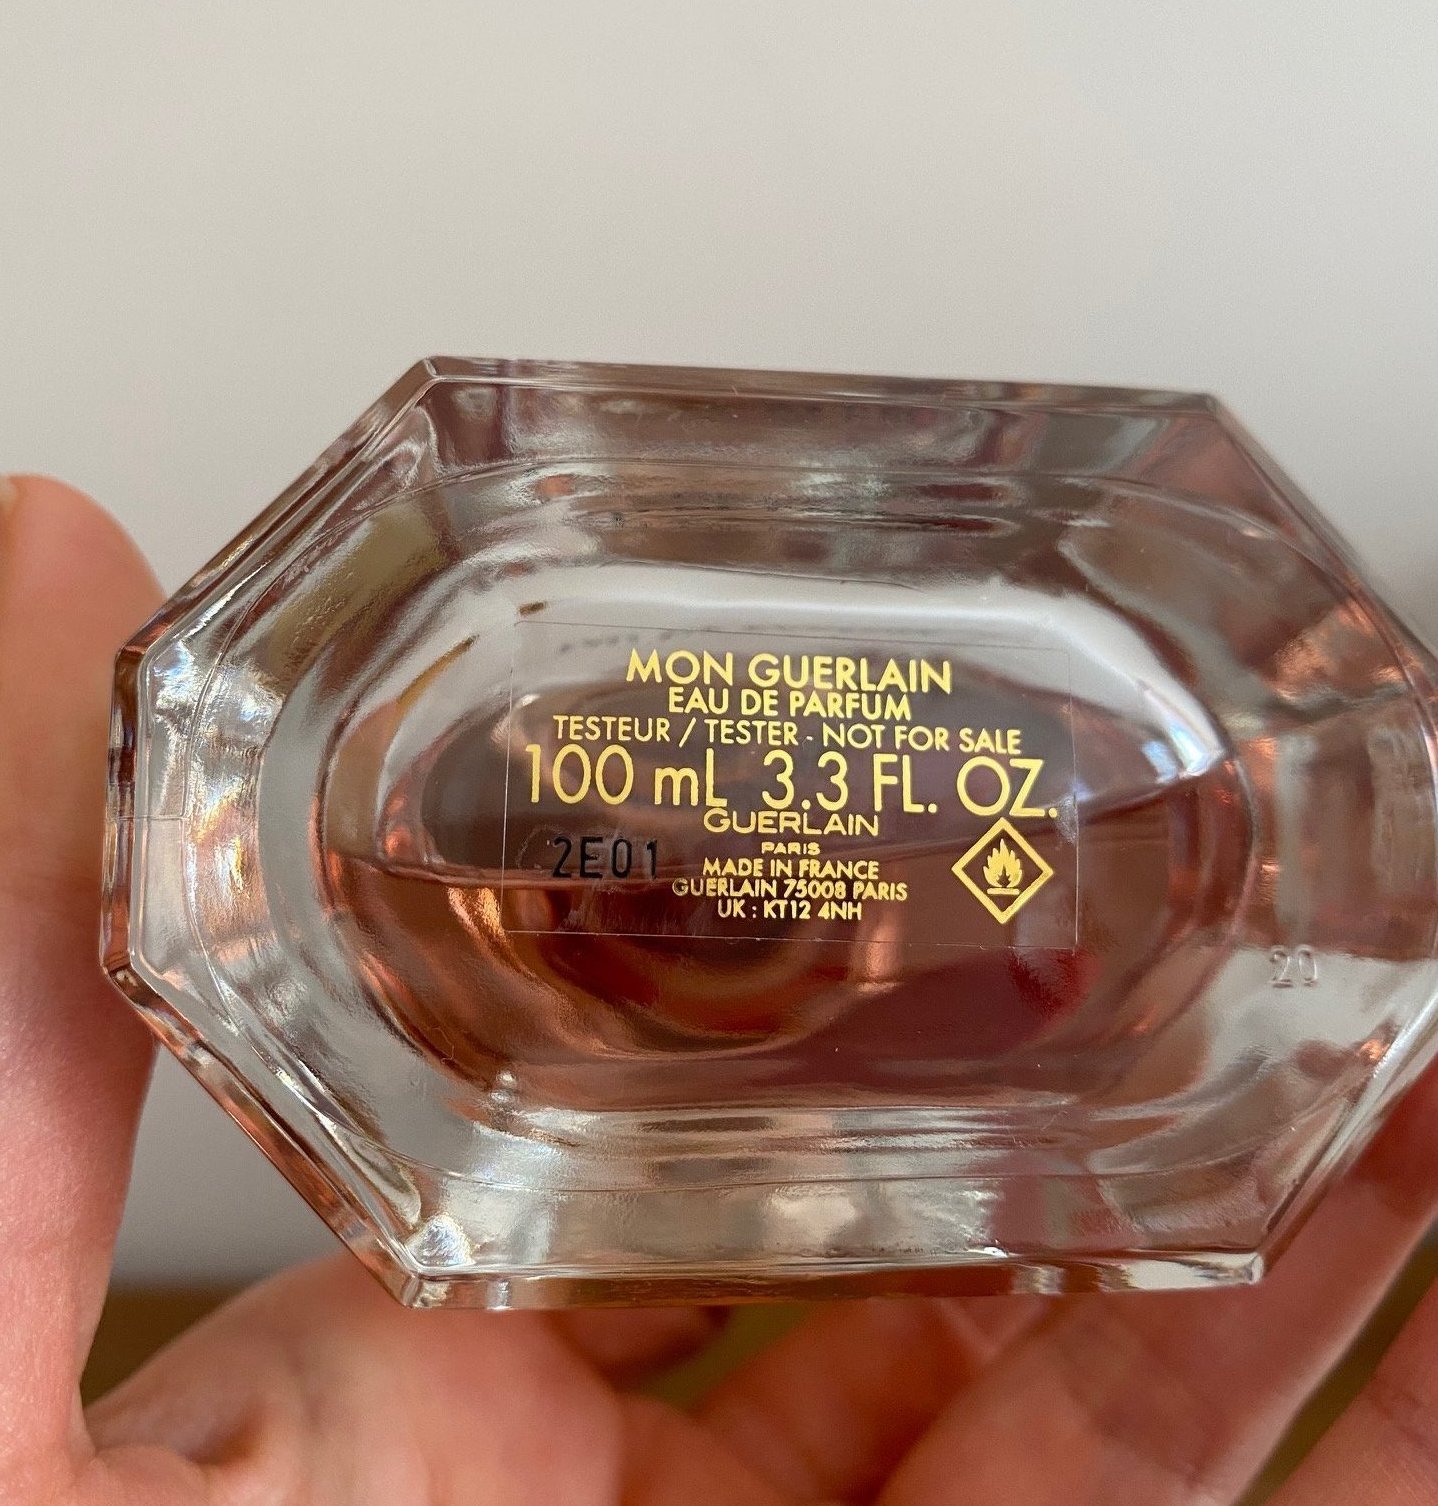 MON GUERLAIN
EAU DE PARFUM
TESTEUR / TESTER - NOT FOR SALE
100 mL 3.3 FL. OZ.
GUERLAIN
PARIS
2E01
MADE IN FRANCE
GUERLAIN 75008 PARIS
UK : KT12 4NH
20